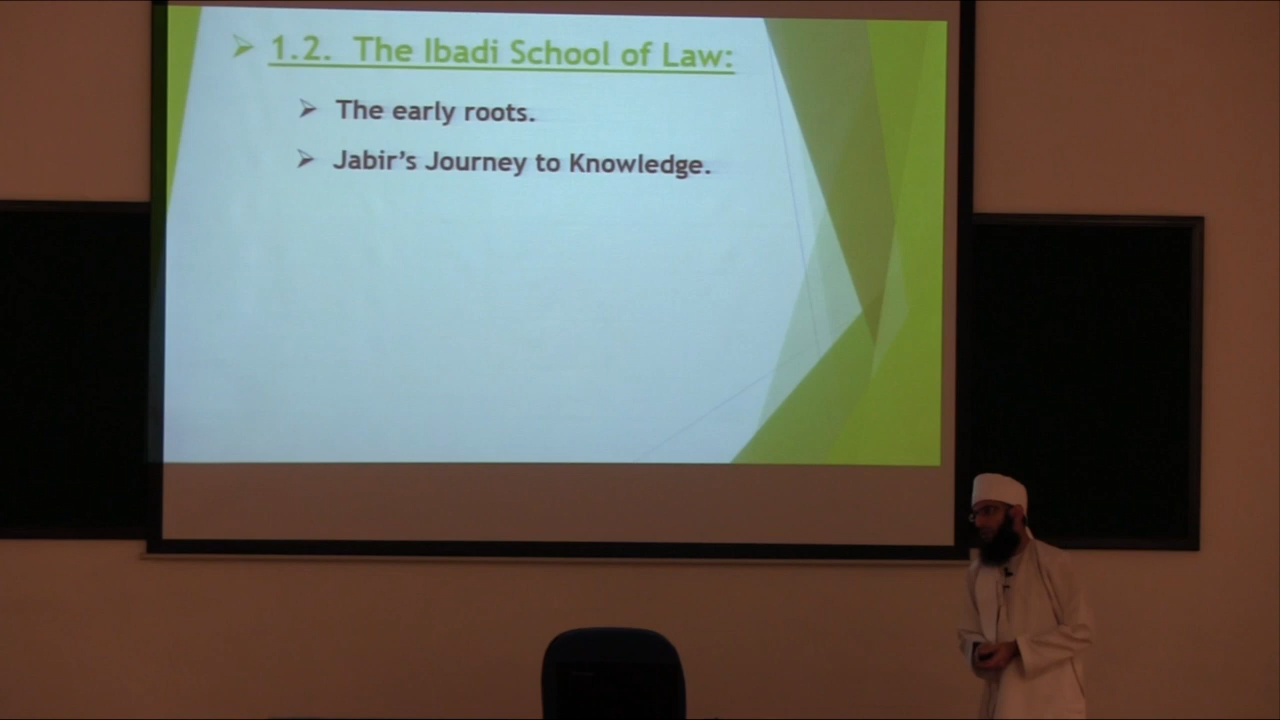 ➢ 1.2. The Ibadi School of Law:
➢ The early roots.
➢ Jabir's Journey to Knowledge.